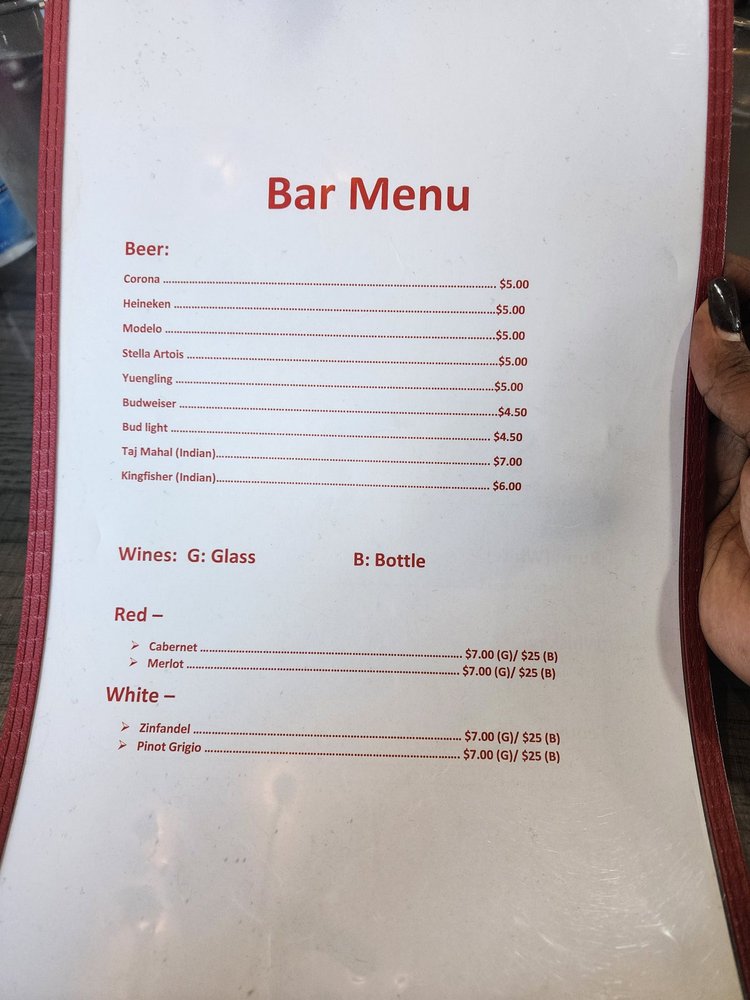 Bar Menu
Beer:
Corona ........................................................................................................ $5.00
Heineken .....................................................................................................$5.00
Modelo .......................................................................................................$5.00
Stella Artois .................................................................................................$5.00
Yuengling ....................................................................................................$5.00
Budweiser ....................................................................................................$4.50
Bud light ..................................................................................................... $4.50
Taj Mahal (Indian)...................................................................................... $7.00
Kingfisher (Indian)...................................................................................... $6.00
Wines: G: Glass B: Bottle
Red –
➢ Cabernet ................................................................................ $7.00 (G)/ $25 (B)
➢ Merlot ..................................................................................... $7.00 (G)/ $25 (B)
White –
➢ Zinfandel ................................................................................... $7.00 (G)/ $25 (B)
➢ Pinot Grigio ................................................................................ $7.00 (G)/ $25 (B)